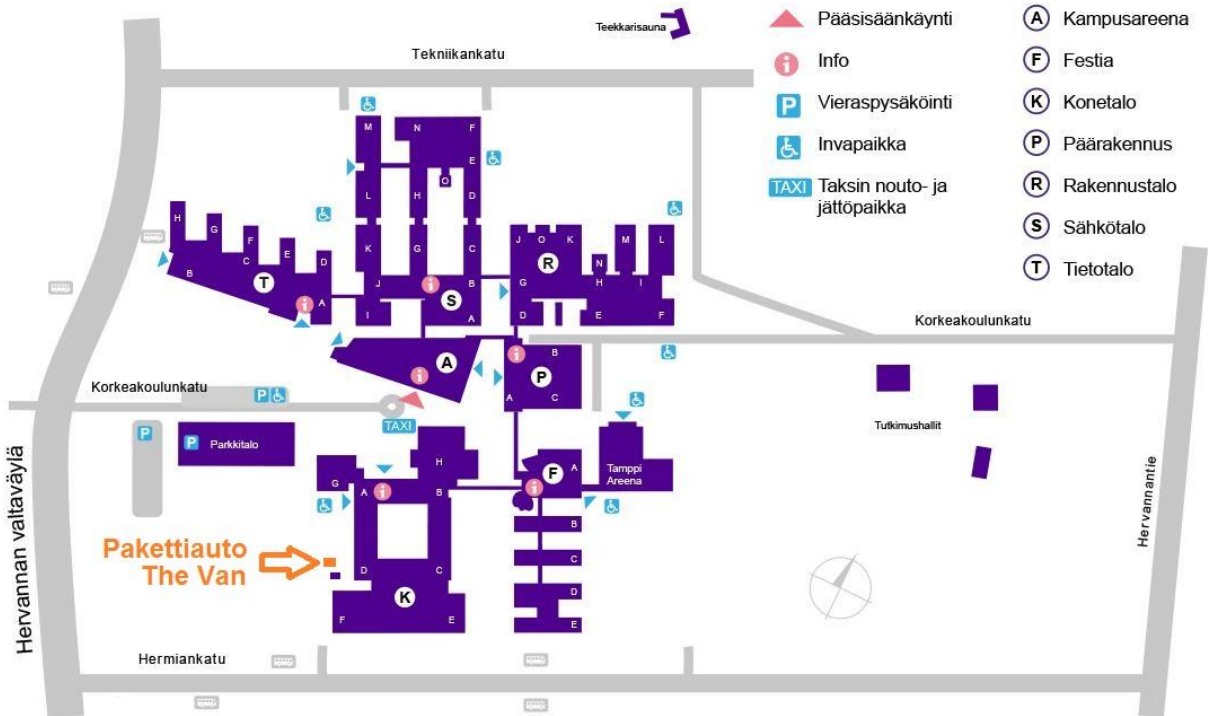 Teekkarisauna
Tekniikankatu
Pääsisäänkäynti
i Info
P Vieraspysäköinti
Invapaikka
TAXI Taksin nouto- ja
jättöpaikka
A Kampusareena
F Festia
K Konetalo
P Päärakennus
R Rakennustalo
S Sähkötalo
T Tietotalo
M
N
F
E
O
L
H
D
K
G
C
J
i
B
S
I
A
H
G
F
E
D
C
B
T
i
A
J
O
K
R
G
D
M
L
N
H
I
E
F
Korkeakoulunkatu
A
i
i
B
P
A
C
Korkeakoulunkatu
P
TAXI
P
P
Parkkitalo
Hervannan valtaväylä
Tutkimushallit
Hervannantie
H
G
A
i
B
D
C
K
F
E
A
F
i
B
C
D
E
Tamppi
Areena
Pakettiauto
The Van
Hermiankatu